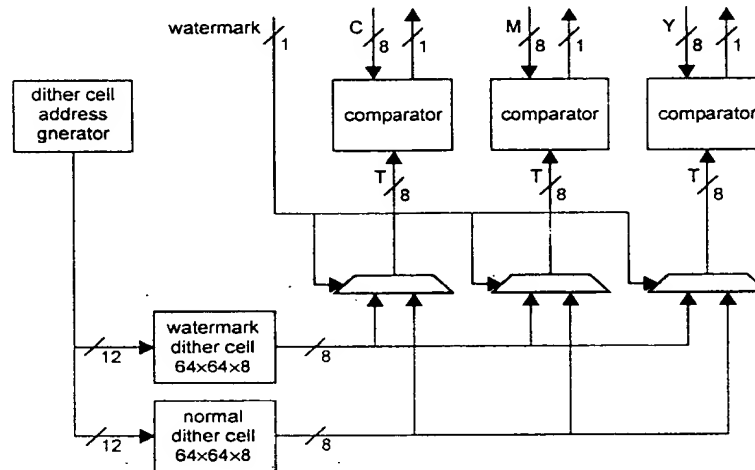 watermark 1 C 8 1 M 8 1 Y 8 1
dither cell
address
gnerator
comparator comparator comparator
T 8 T 8 T 8
watermark
dither cell
64×64×8
12 8
normal
dither cell
64×64×8
12 8